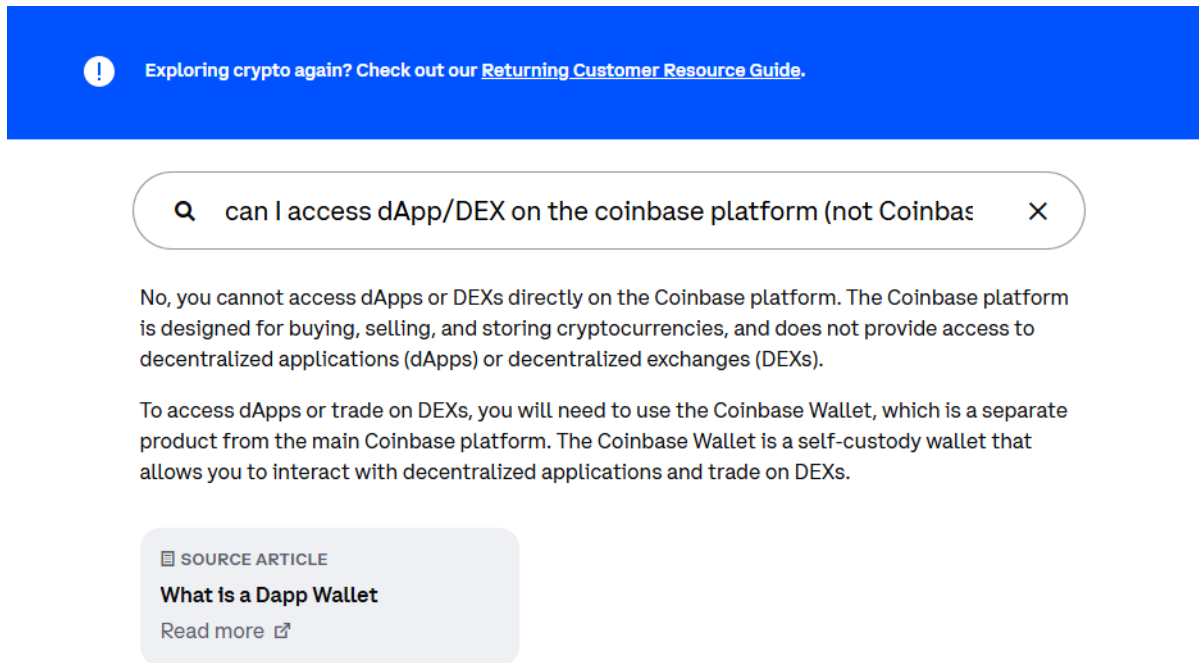 Exploring crypto again? Check out our Returning Customer Resource Guide.
can I access dApp/DEX on the coinbase platform (not Coinbas
No, you cannot access dApps or DEXs directly on the Coinbase platform. The Coinbase platform
is designed for buying, selling, and storing cryptocurrencies, and does not provide access to
decentralized applications (dApps) or decentralized exchanges (DEXs).
To access dApps or trade on DEXs, you will need to use the Coinbase Wallet, which is a separate
product from the main Coinbase platform. The Coinbase Wallet is a self-custody wallet that
allows you to interact with decentralized applications and trade on DEXs.
SOURCE ARTICLE
What is a Dapp Wallet
Read more